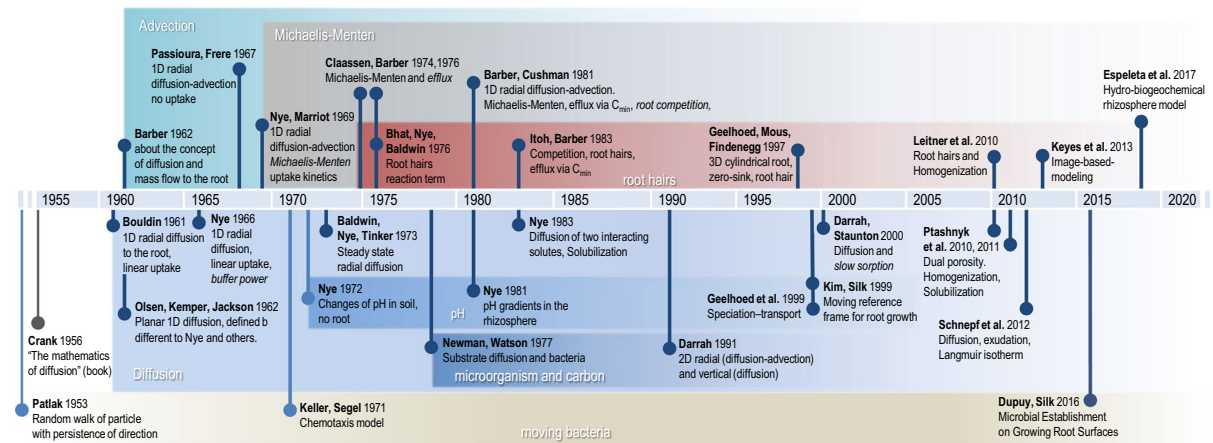 Advection
Michaelis-Menten
Passioura, Frere 1967
1D radial
diffusion-advection
no uptake
Claassen, Barber 1974,1976
Michaelis-Menten and efflux
Barber, Cushman 1981
1D radial diffusion-advection.
Michaelis-Menten, efflux via Cmin, root competition,
Espeleta et al. 2017
Hydro-biogeochemical
rhizosphere model
Barber 1962
about the concept
of diffusion and
mass flow to the root
Nye, Marriot 1969
1D radial
diffusion-advection
Michaelis-Menten
uptake kinetics
Bhat, Nye,
Baldwin
1976
Root hairs
reaction term
Itoh, Barber 1983
Competition, root hairs,
efflux via Cmin
root hairs
Geelhoed, Mous,
Findenegg 1997
3D cylindrical root,
zero-sink, root hair
Leitner et al. 2010
Root hairs and
Homogenization
Keyes et al. 2013
Image-based-
modeling
1955 1960 1965 1970 1975 1980 1985 1990 1995 2000 2005 2010 2015 2020
Bouldin 1961
1D radial diffusion
to the root,
linear uptake
Nye 1966
1D radial
diffusion,
linear uptake,
buffer power
Baldwin,
Nye, Tinker 1973
Steady state
radial diffusion
Nye 1983
Diffusion of two interacting
solutes, Solubilization
Darrah,
Staunton 2000
Diffusion and
slow sorption
Ptashnyk
et al. 2010, 2011
Dual porosity.
Homogenization,
Solubilization
Olsen, Kemper, Jackson 1962
Planar 1D diffusion, defined b
different to Nye and others.
Nye 1972
Changes of pH in soil,
no root
pH
Nye 1981
pH gradients in the
rhizosphere
Geelhoed et al. 1999
Speciation–transport
Kim, Silk 1999
Moving reference
frame for root growth
Schnepf et al. 2012
Diffusion, exudation,
Langmuir isotherm
Crank 1956
“The mathematics
of diffusion” (book)
Diffusion
Newman, Watson 1977
Substrate diffusion and bacteria
microorganism and carbon
Darrah 1991
2D radial (diffusion-advection)
and vertical (diffusion)
Patlak 1953
Random walk of particle
with persistence of direction
Keller, Segel 1971
Chemotaxis model
moving bacteria
Dupuy, Silk 2016
Microbial Establishment
on Growing Root Surfaces